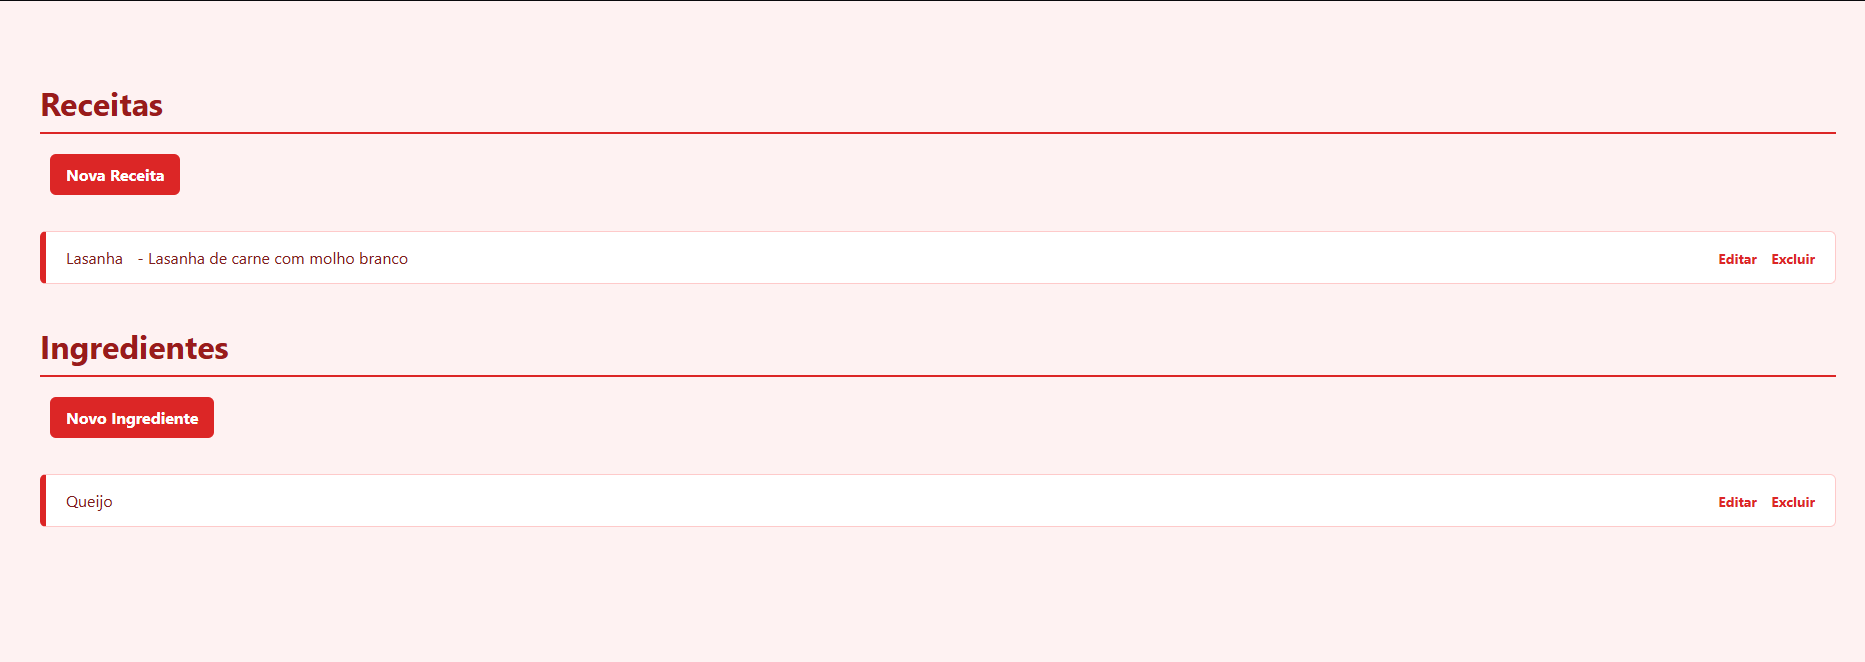 Receitas
Nova Receita
Lasanha - Lasanha de carne com molho branco Editar Excluir
Ingredientes
Novo Ingrediente
Queijo Editar Excluir